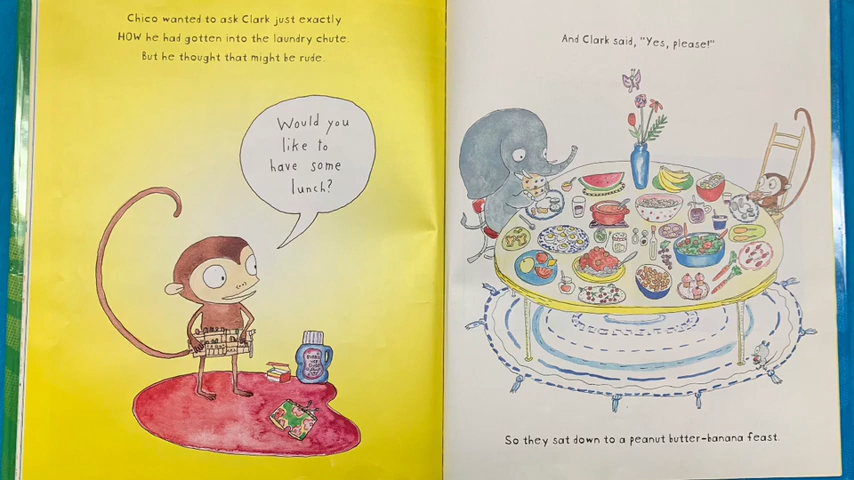 Chico wanted to ask Clark just exactly
HOW he had gotten into the laundry chute.
But he thought that might be rude.
Would you
like to
have some
lunch?
And Clark said, "Yes, please!"
So they sat down to a peanut butter-banana feast.